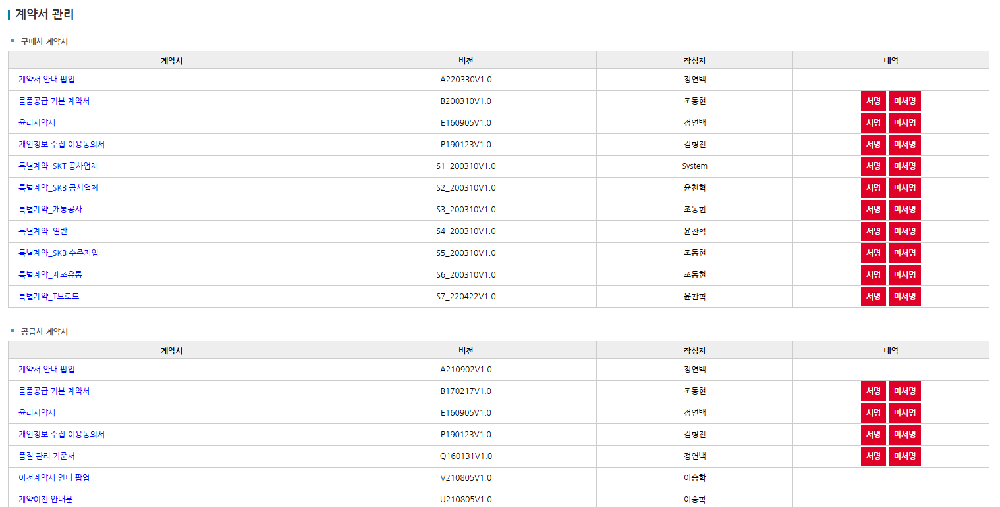 계약서 관리
구매사 계약서
계약서 버전 작성자 내역
계약서 안내 팝업 A220330V1.0 정연백
물품공급 기본 계약서 B200310V1.0 조동현 서명 미서명
윤리서약서 E160905V1.0 정연백 서명 미서명
개인정보 수집.이용동의서 P190123V1.0 김형진 서명 미서명
특별계약_SKT 공사업체 S1_200310V1.0 System 서명 미서명
특별계약_SKB 공사업체 S2_200310V1.0 윤찬혁 서명 미서명
특별계약_개통공사 S3_200310V1.0 조동현 서명 미서명
특별계약_일반 S4_200310V1.0 윤찬혁 서명 미서명
특별계약_SKB 수주지입 S5_200310V1.0 조동현 서명 미서명
특별계약_제조유통 S6_200310V1.0 조동현 서명 미서명
특별계약_T브로드 S7_220422V1.0 윤찬혁 서명 미서명
공급사 계약서
계약서 버전 작성자 내역
계약서 안내 팝업 A210902V1.0 정연백
물품공급 기본 계약서 B170217V1.0 조동현 서명 미서명
윤리서약서 E160905V1.0 정연백 서명 미서명
개인정보 수집.이용동의서 P190123V1.0 김형진 서명 미서명
품질 관리 기준서 Q160131V1.0 정연백 서명 미서명
이전계약서 안내 팝업 V210805V1.0 이승학
계약이전 안내문 U210805V1.0 이승학